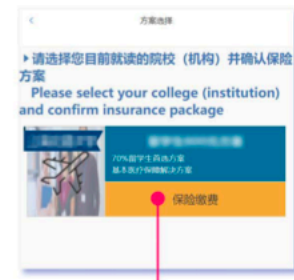 方案选择
▸请选择您目前就读的院校（机构）并确认保险
方案
Please select your college (institution)
and confirm insurance package
70%留学生首选方案
基本医疗保障解决方案
保险缴费